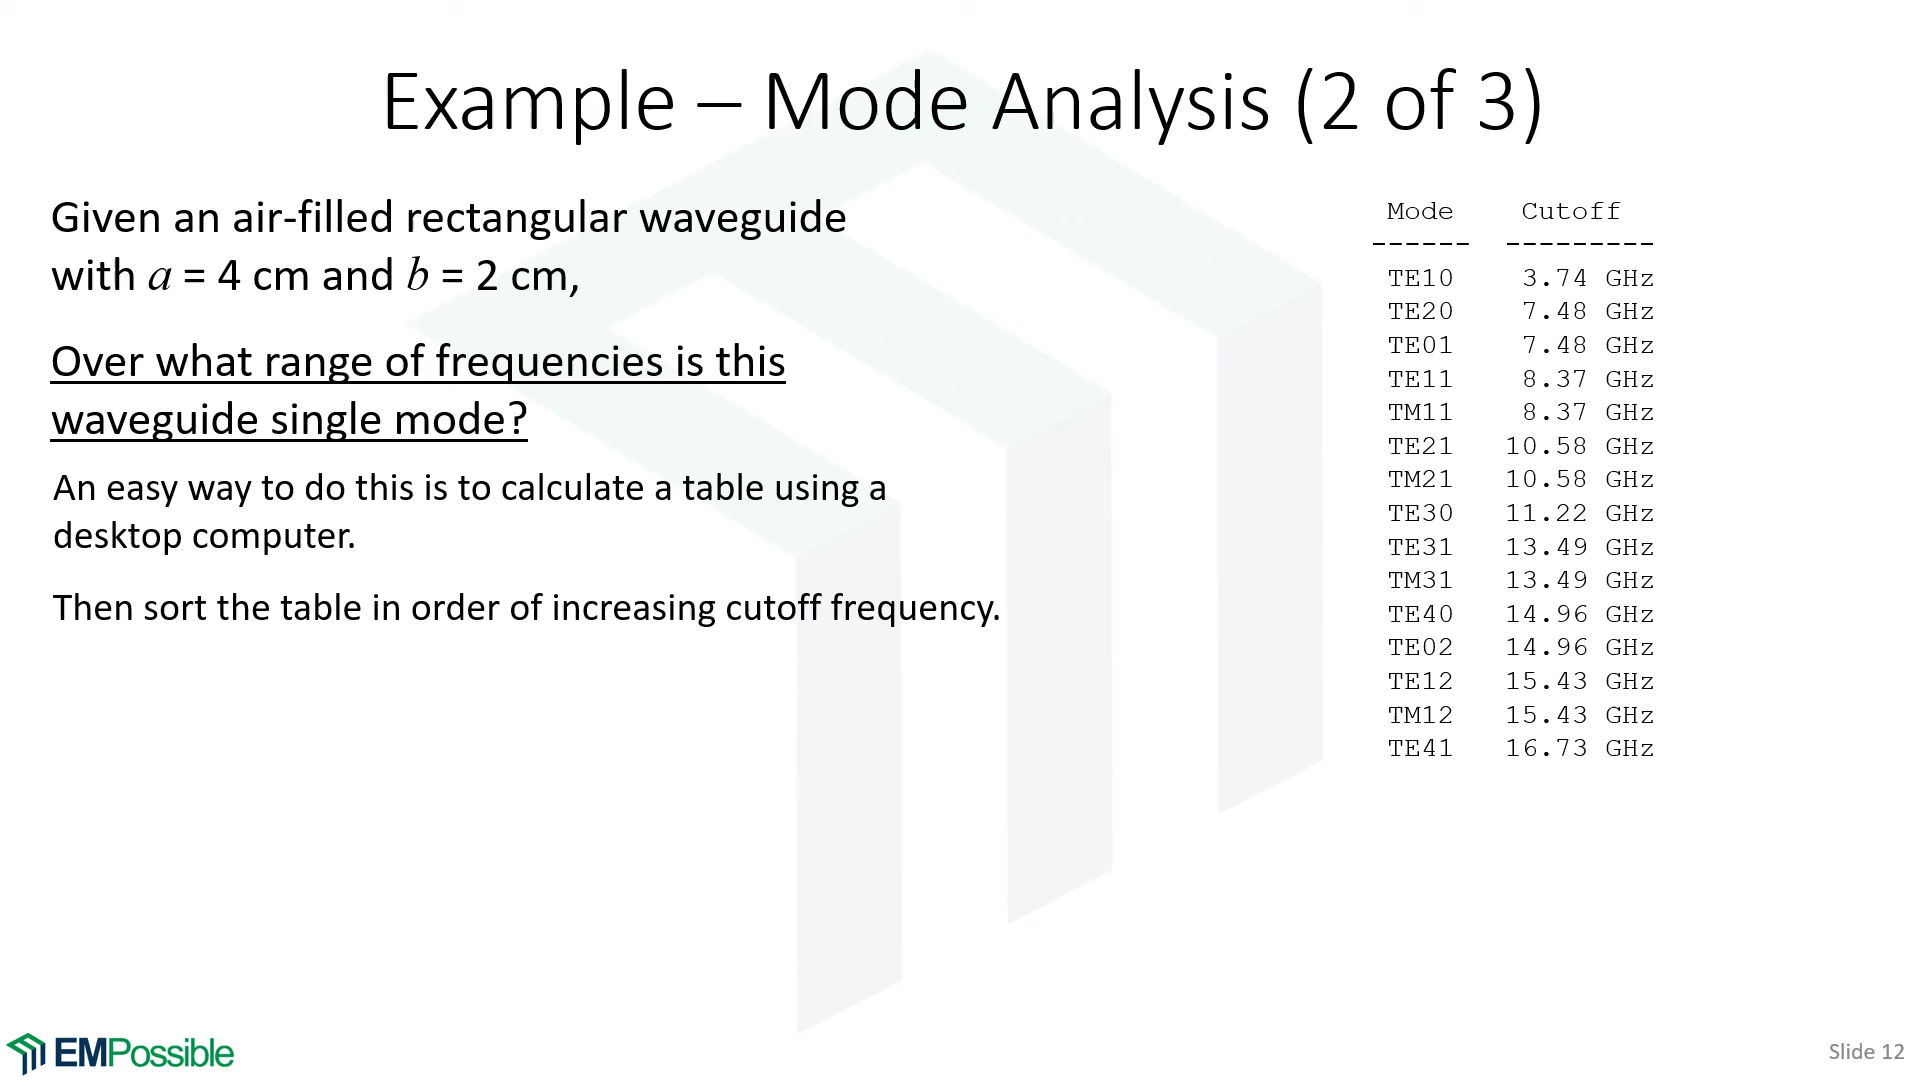 Example – Mode Analysis (2 of 3)
Given an air-filled rectangular waveguide
with a = 4 cm and b = 2 cm,
Over what range of frequencies is this
waveguide single mode?
An easy way to do this is to calculate a table using a
desktop computer.
Then sort the table in order of increasing cutoff frequency.
Mode Cutoff
------ ---------
TE10 3.74 GHz
TE20 7.48 GHz
TE01 7.48 GHz
TE11 8.37 GHz
TM11 8.37 GHz
TE21 10.58 GHz
TM21 10.58 GHz
TE30 11.22 GHz
TE31 13.49 GHz
TM31 13.49 GHz
TE40 14.96 GHz
TE02 14.96 GHz
TE12 15.43 GHz
TM12 15.43 GHz
TE41 16.73 GHz
EMPossible
Slide 12